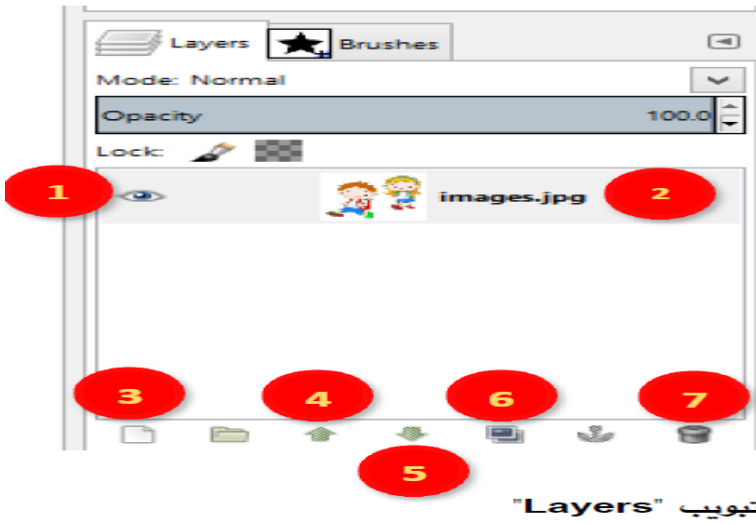 Layers Brushes
Mode: Normal
Opacity 100.0
Lock:
1 images.jpg 2
3 4 6 7
5
تبويب "Layers"